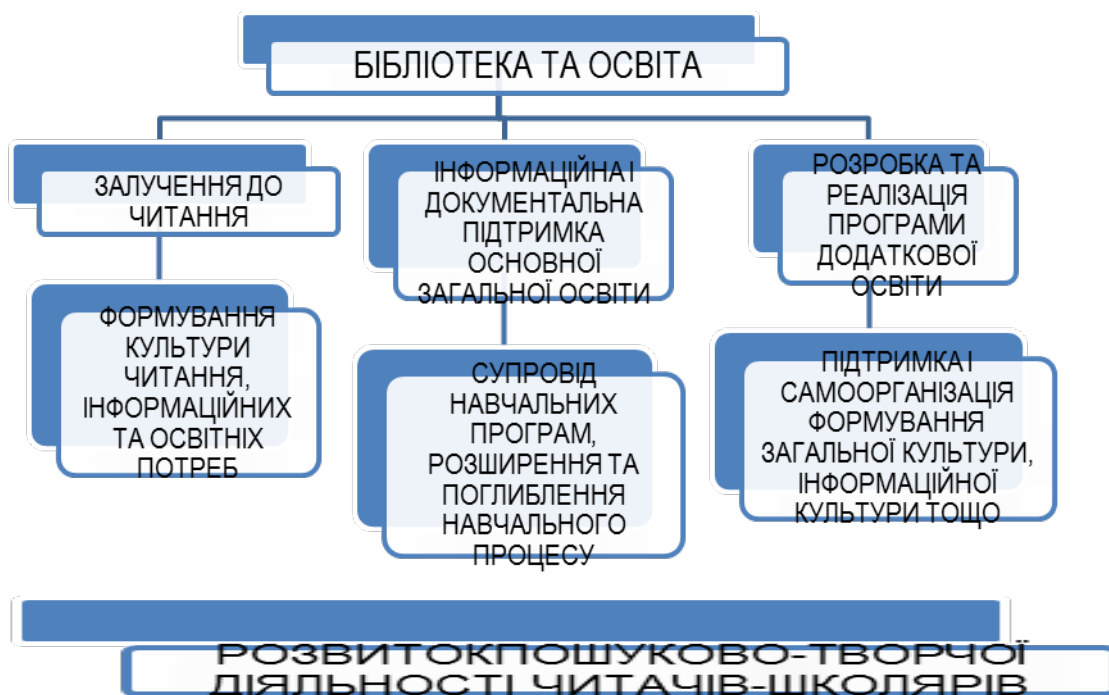 БІБЛІОТЕКА ТА ОСВІТА
ЗАЛУЧЕННЯ ДО
ЧИТАННЯ
ФОРМУВАННЯ
КУЛЬТУРИ
ЧИТАННЯ,
ІНФОРМАЦІЙНИХ
ТА ОСВІТНІХ
ПОТРЕБ
ІНФОРМАЦІЙНА І
ДОКУМЕНТАЛЬНА
ПІДТРИМКА
ОСНОВНОЇ
ЗАГАЛЬНОЇ ОСВІТИ
СУПРОВІД
НАВЧАЛЬНИХ
ПРОГРАМ,
РОЗШИРЕННЯ ТА
ПОГЛИБЛЕННЯ
НАВЧАЛЬНОГО
ПРОЦЕСУ
РОЗРОБКА ТА
РЕАЛІЗАЦІЯ
ПРОГРАМИ
ДОДАТКОВОЇ
ОСВІТИ
ПІДТРИМКА І
САМООРГАНІЗАЦІЯ
ФОРМУВАННЯ
ЗАГАЛЬНОЇ КУЛЬТУРИ,
ІНФОРМАЦІЙНОЇ
КУЛЬТУРИ ТОЩО
РОЗВИТОКПОШУКОВО-ТВОРЧОЇ
ДІЯЛЬНОСТІ ЧИТАЧІВ-ШКОЛЯРІВ